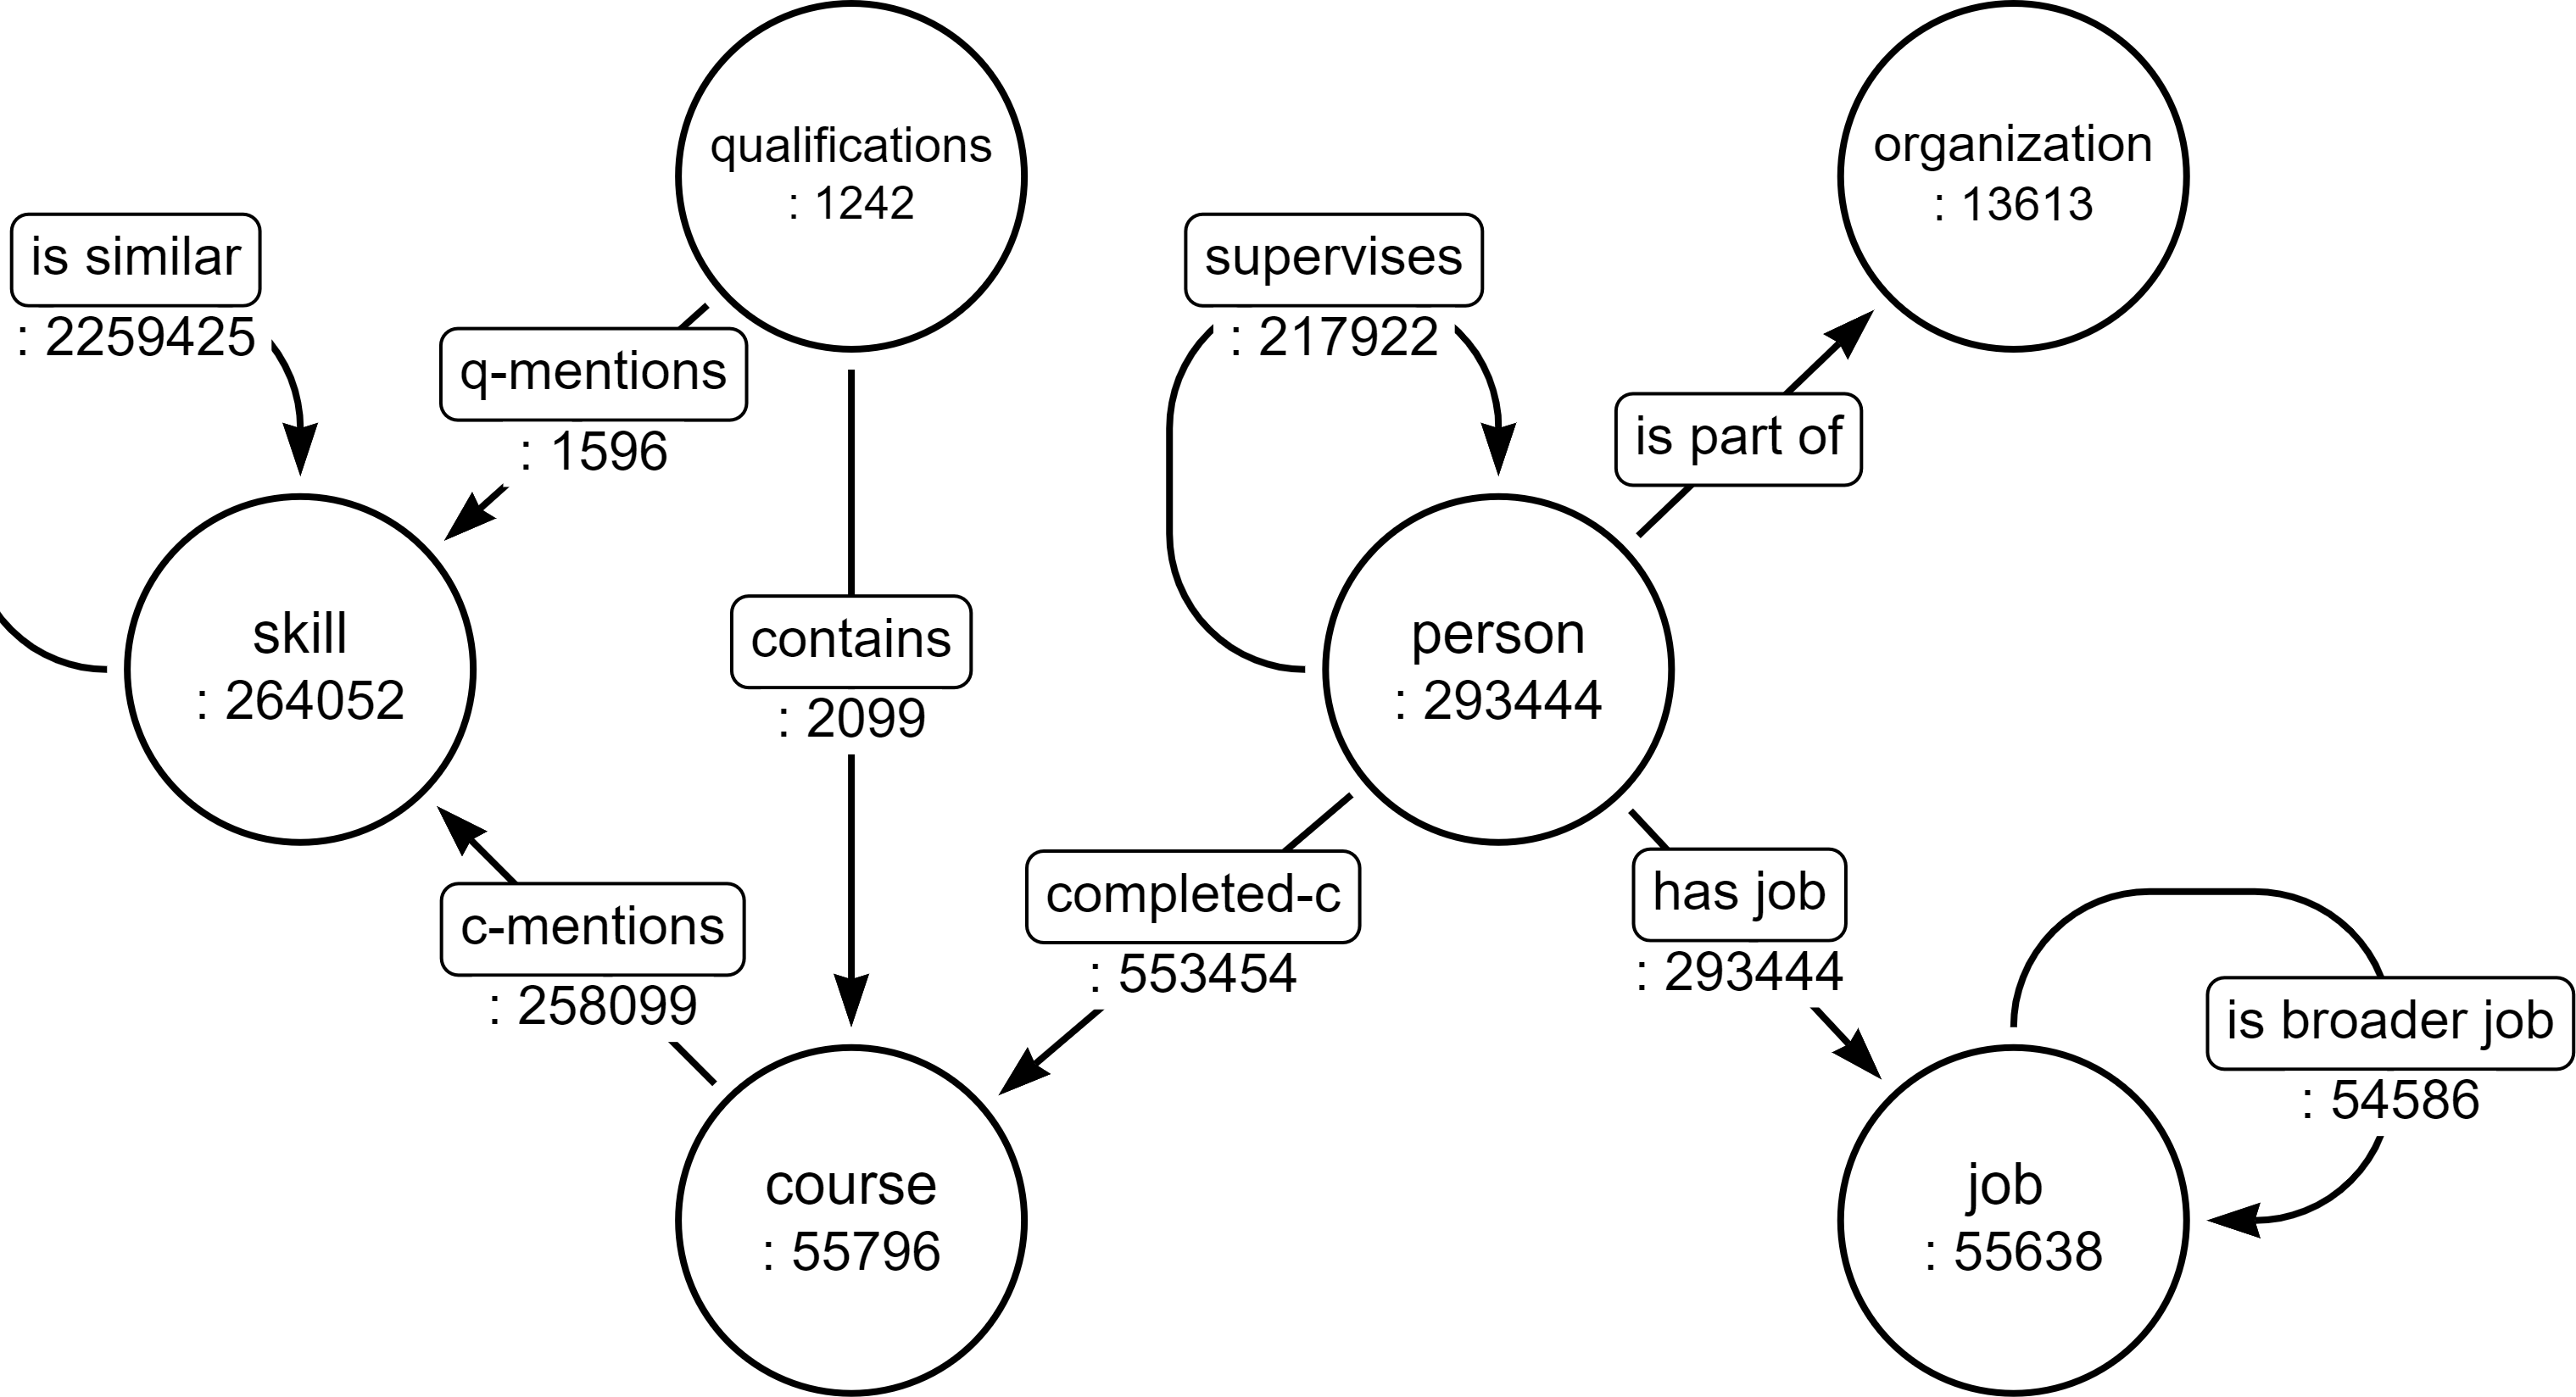 qualifications
: 1242
organization
: 13613
is similar
: 2259425
supervises
: 217922
q-mentions
: 1596
is part of
skill
: 264052
contains
: 2099
person
: 293444
c-mentions
: 258099
completed-c
: 553454
has job
: 293444
is broader job
: 54586
course
: 55796
job
: 55638